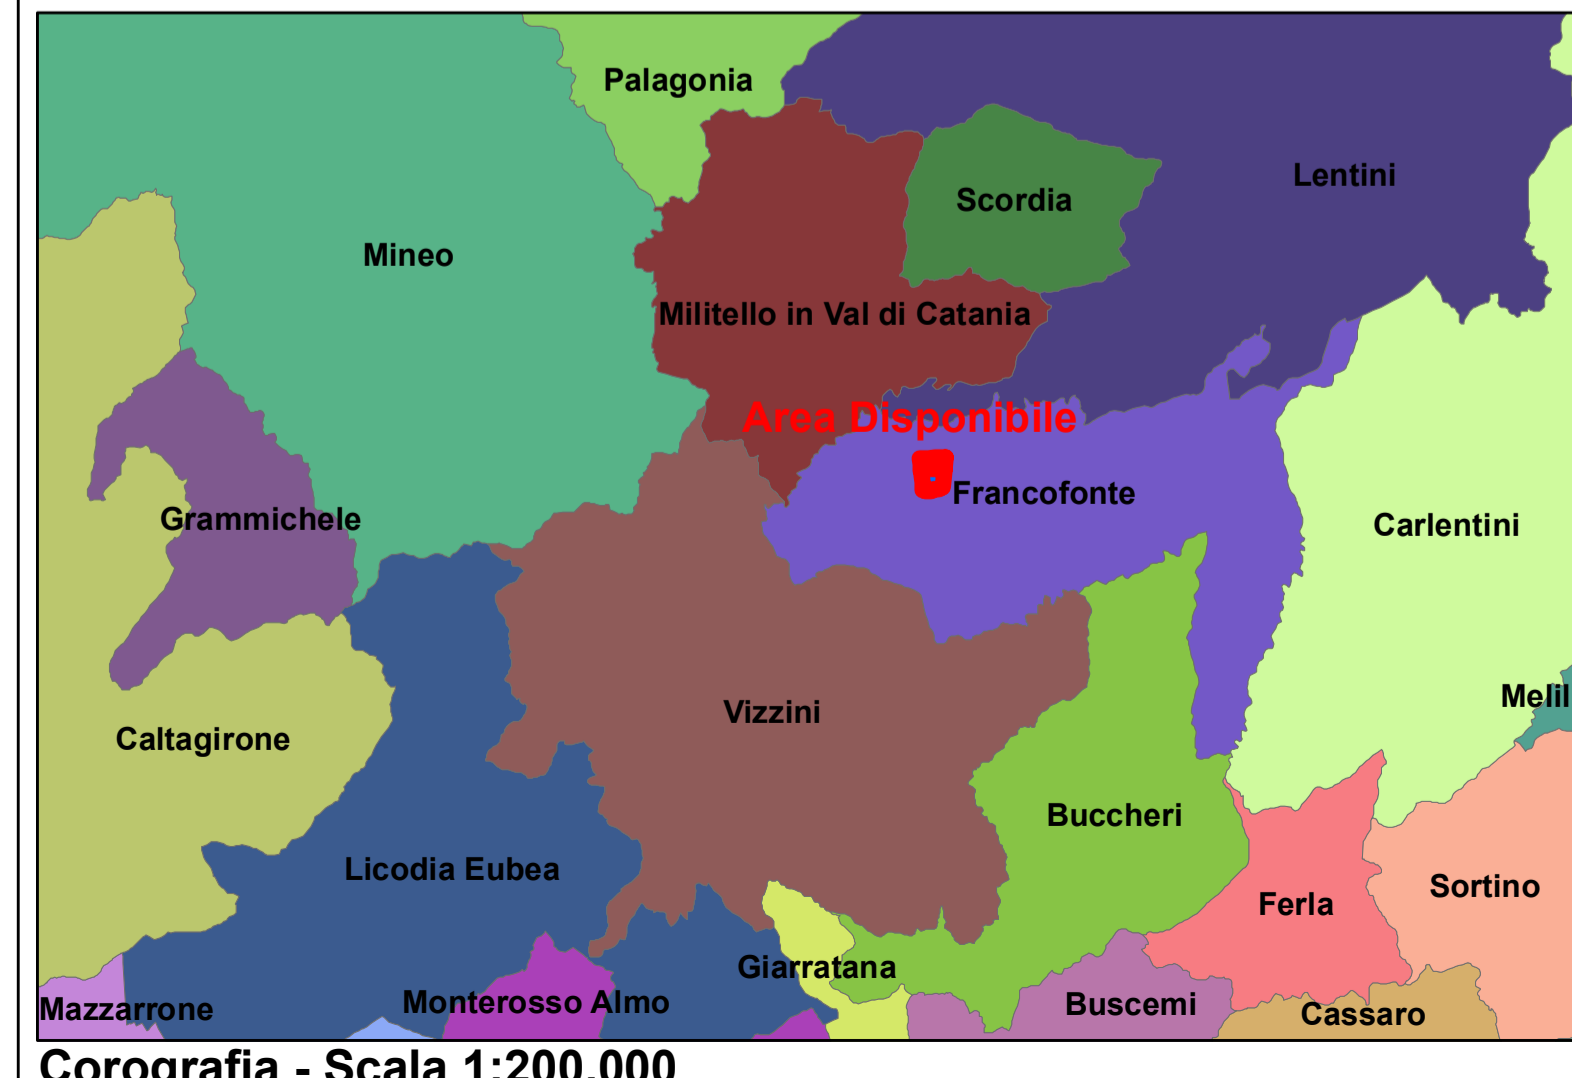 Palagonia
Lentini
Scordia
Mineo
Militello in Val di Catania
Area Disponibile
Francofonte
Grammichele
Carlentini
Melil
Vizzini
Caltagirone
Buccheri
Licodia Eubea
Sortino
Ferla
Giarratana
Monterosso Almo
Buscemi
Mazzarrone
Cassaro
Corografia - Scala 1:200.000